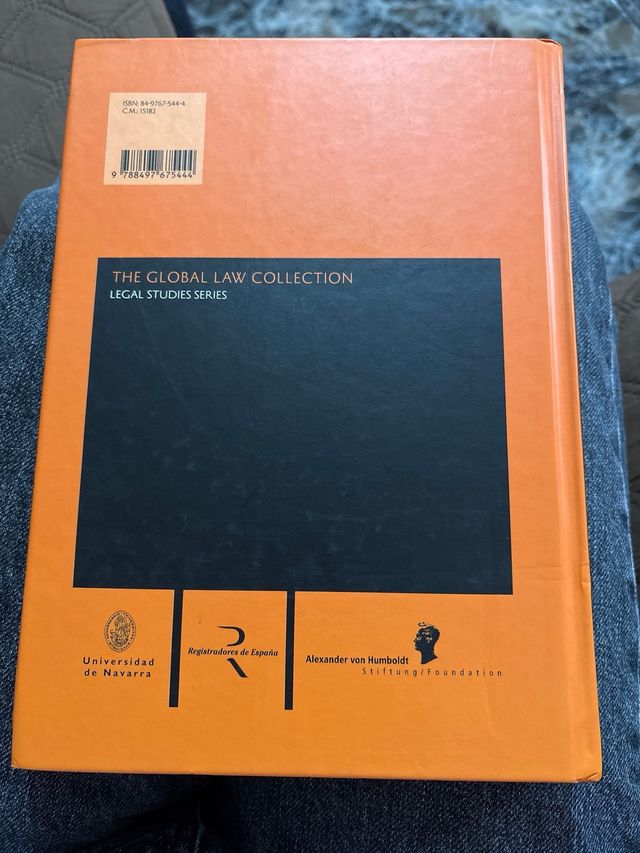 ISBN: 84-9767-544-4
C.M.: 15182
9 788497 675444
THE GLOBAL LAW COLLECTION
LEGAL STUDIES SERIES
Universidad
de Navarra
R
Registradores de España
Alexander von Humboldt
Stiftung/Foundation